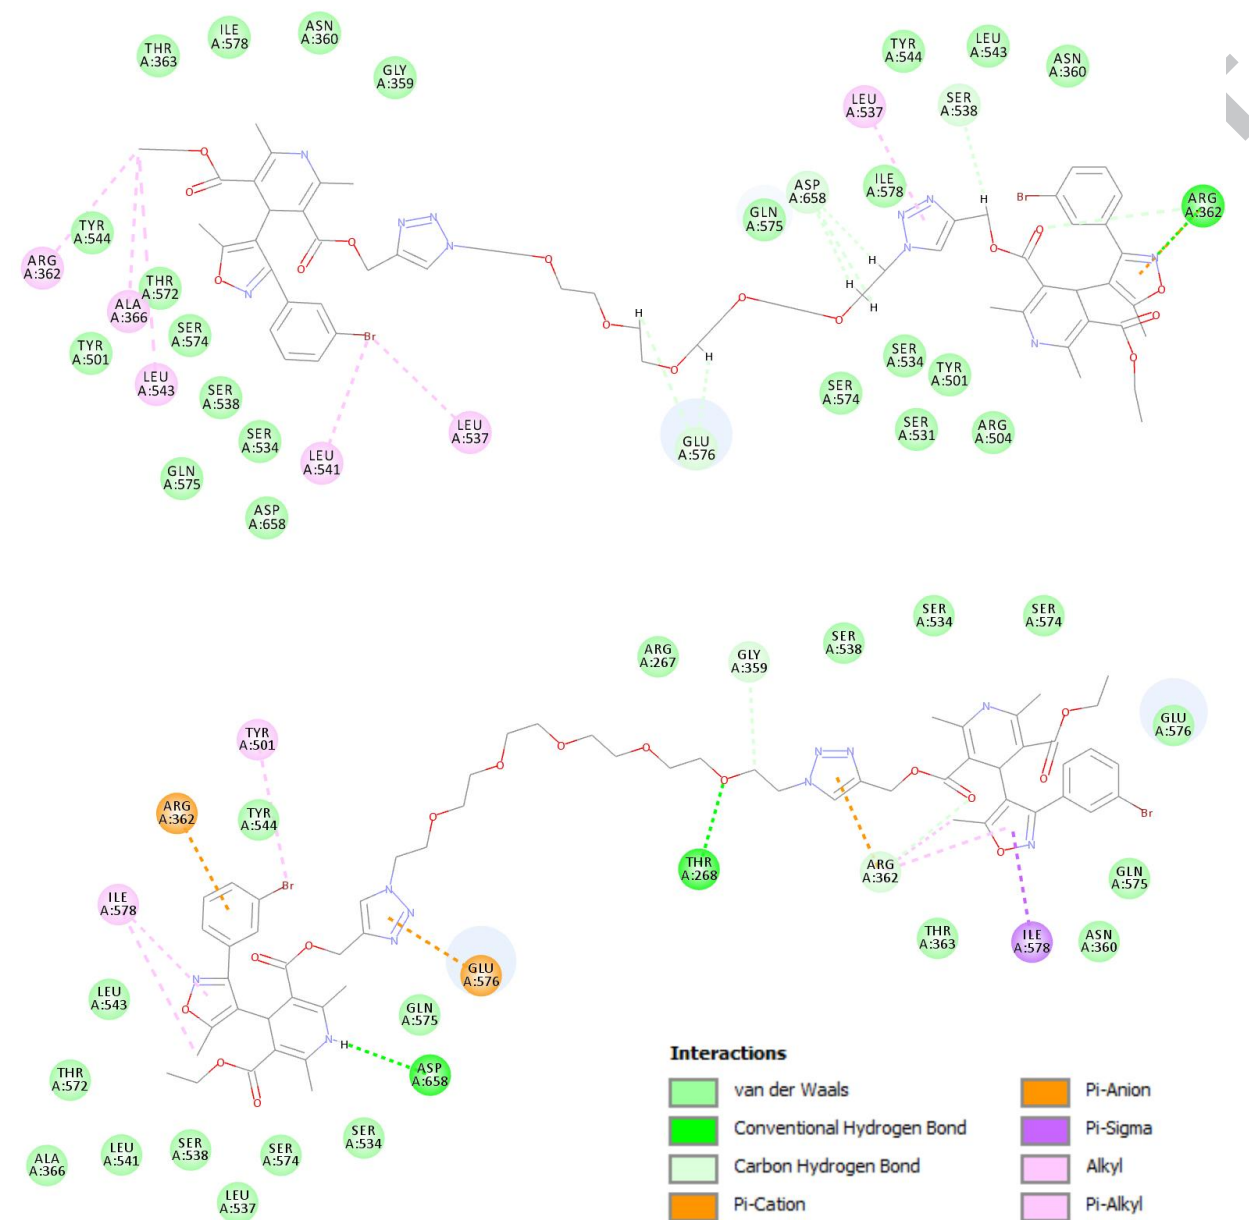 THR
A:363
ILE
A:578
ASN
A:360
GLY
A:359
O
O
N
TYR
A:544
ARG
A:362
ALA
A:366
THR
A:572
TYR
A:501
SER
A:574
LEU
A:543
SER
A:538
SER
A:534
GLN
A:575
ASP
A:658
LEU
A:541
LEU
A:537
O
N
O
O
Br
N
N
N
O
O
H
O
H
GLU
A:576
O
O
TYR
A:544
LEU
A:543
ASN
A:360
LEU
A:537
SER
A:538
ASP
A:658
ILE
A:578
GLN
A:575
ARG
A:362
N
N
N
H
H
H
H
O
O
Br
N
O
N
O
O
SER
A:534
TYR
A:501
SER
A:574
SER
A:531
ARG
A:504
SER
A:534
SER
A:574
ARG
A:267
GLY
A:359
SER
A:538
GLU
A:576
TYR
A:501
ARG
A:362
TYR
A:544
ILE
A:578
Br
O
O
O
O
O
N
N
N
O
O
N
O
O
Br
O
N
THR
A:268
ARG
A:362
GLN
A:575
THR
A:363
ILE
A:578
ASN
A:360
N
N
N
GLU
A:576
O
O
N
O
LEU
A:543
GLN
A:575
N
H
ASP
A:658
O
O
THR
A:572
SER
A:534
ALA
A:366
LEU
A:541
SER
A:538
SER
A:574
LEU
A:537
Interactions
van der Waals
Conventional Hydrogen Bond
Carbon Hydrogen Bond
Pi-Cation
Pi-Anion
Pi-Sigma
Alkyl
Pi-Alkyl